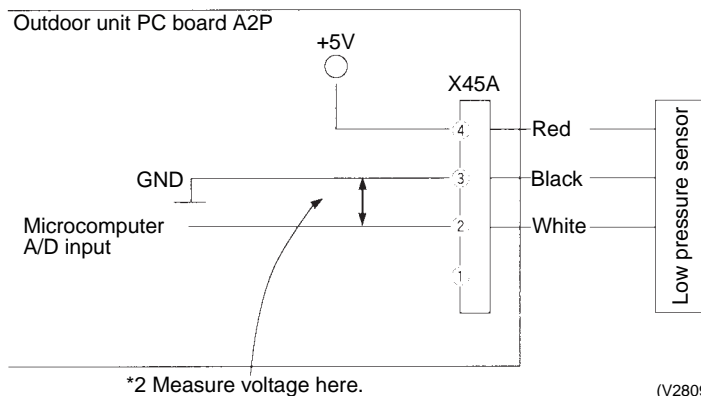 Outdoor unit PC board A2P
+5V
X45A
4
Red
GND
3
Black
Microcomputer
A/D input
2
White
1
Low pressure sensor
*2 Measure voltage here.
(V2809